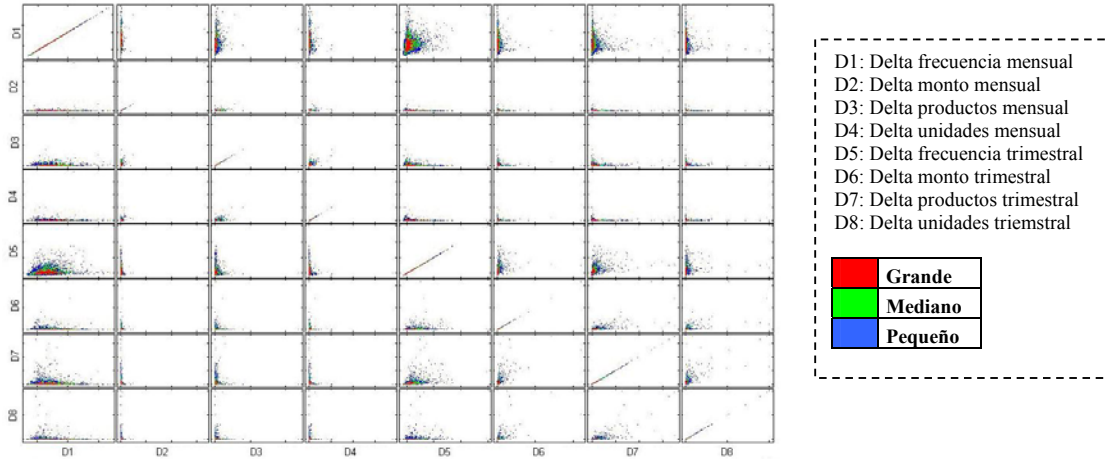 D1
D2
D3
D4
D5
D6
D7
D8
D1 D2 D3 D4 D5 D6 D7 D8
D1: Delta frecuencia mensual
D2: Delta monto mensual
D3: Delta productos mensual
D4: Delta unidades mensual
D5: Delta frecuencia trimestral
D6: Delta monto trimestral
D7: Delta productos trimestral
D8: Delta unidades triemstral
Grande
Mediano
Pequeño